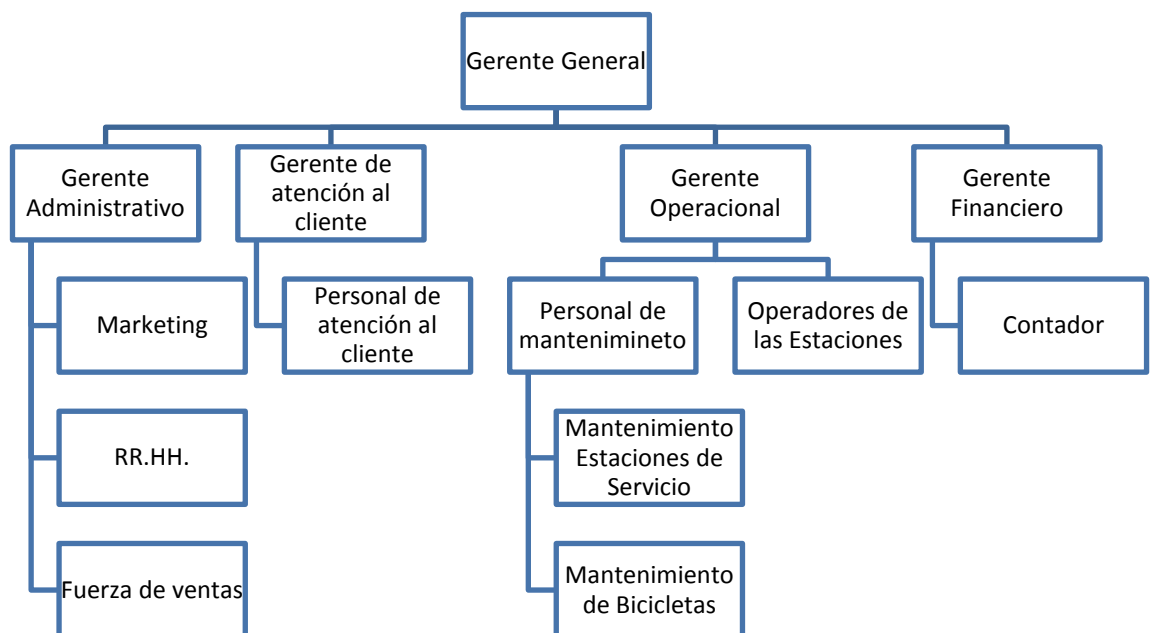 Gerente General
Gerente
Administrativo
Gerente de
atención al
cliente
Gerente
Operacional
Gerente
Financiero
Marketing
Personal de
atención al
cliente
Personal de
mantenimineto
Operadores de
las Estaciones
Contador
RR.HH.
Mantenimiento
Estaciones de
Servicio
Fuerza de ventas
Mantenimiento
de Bicicletas